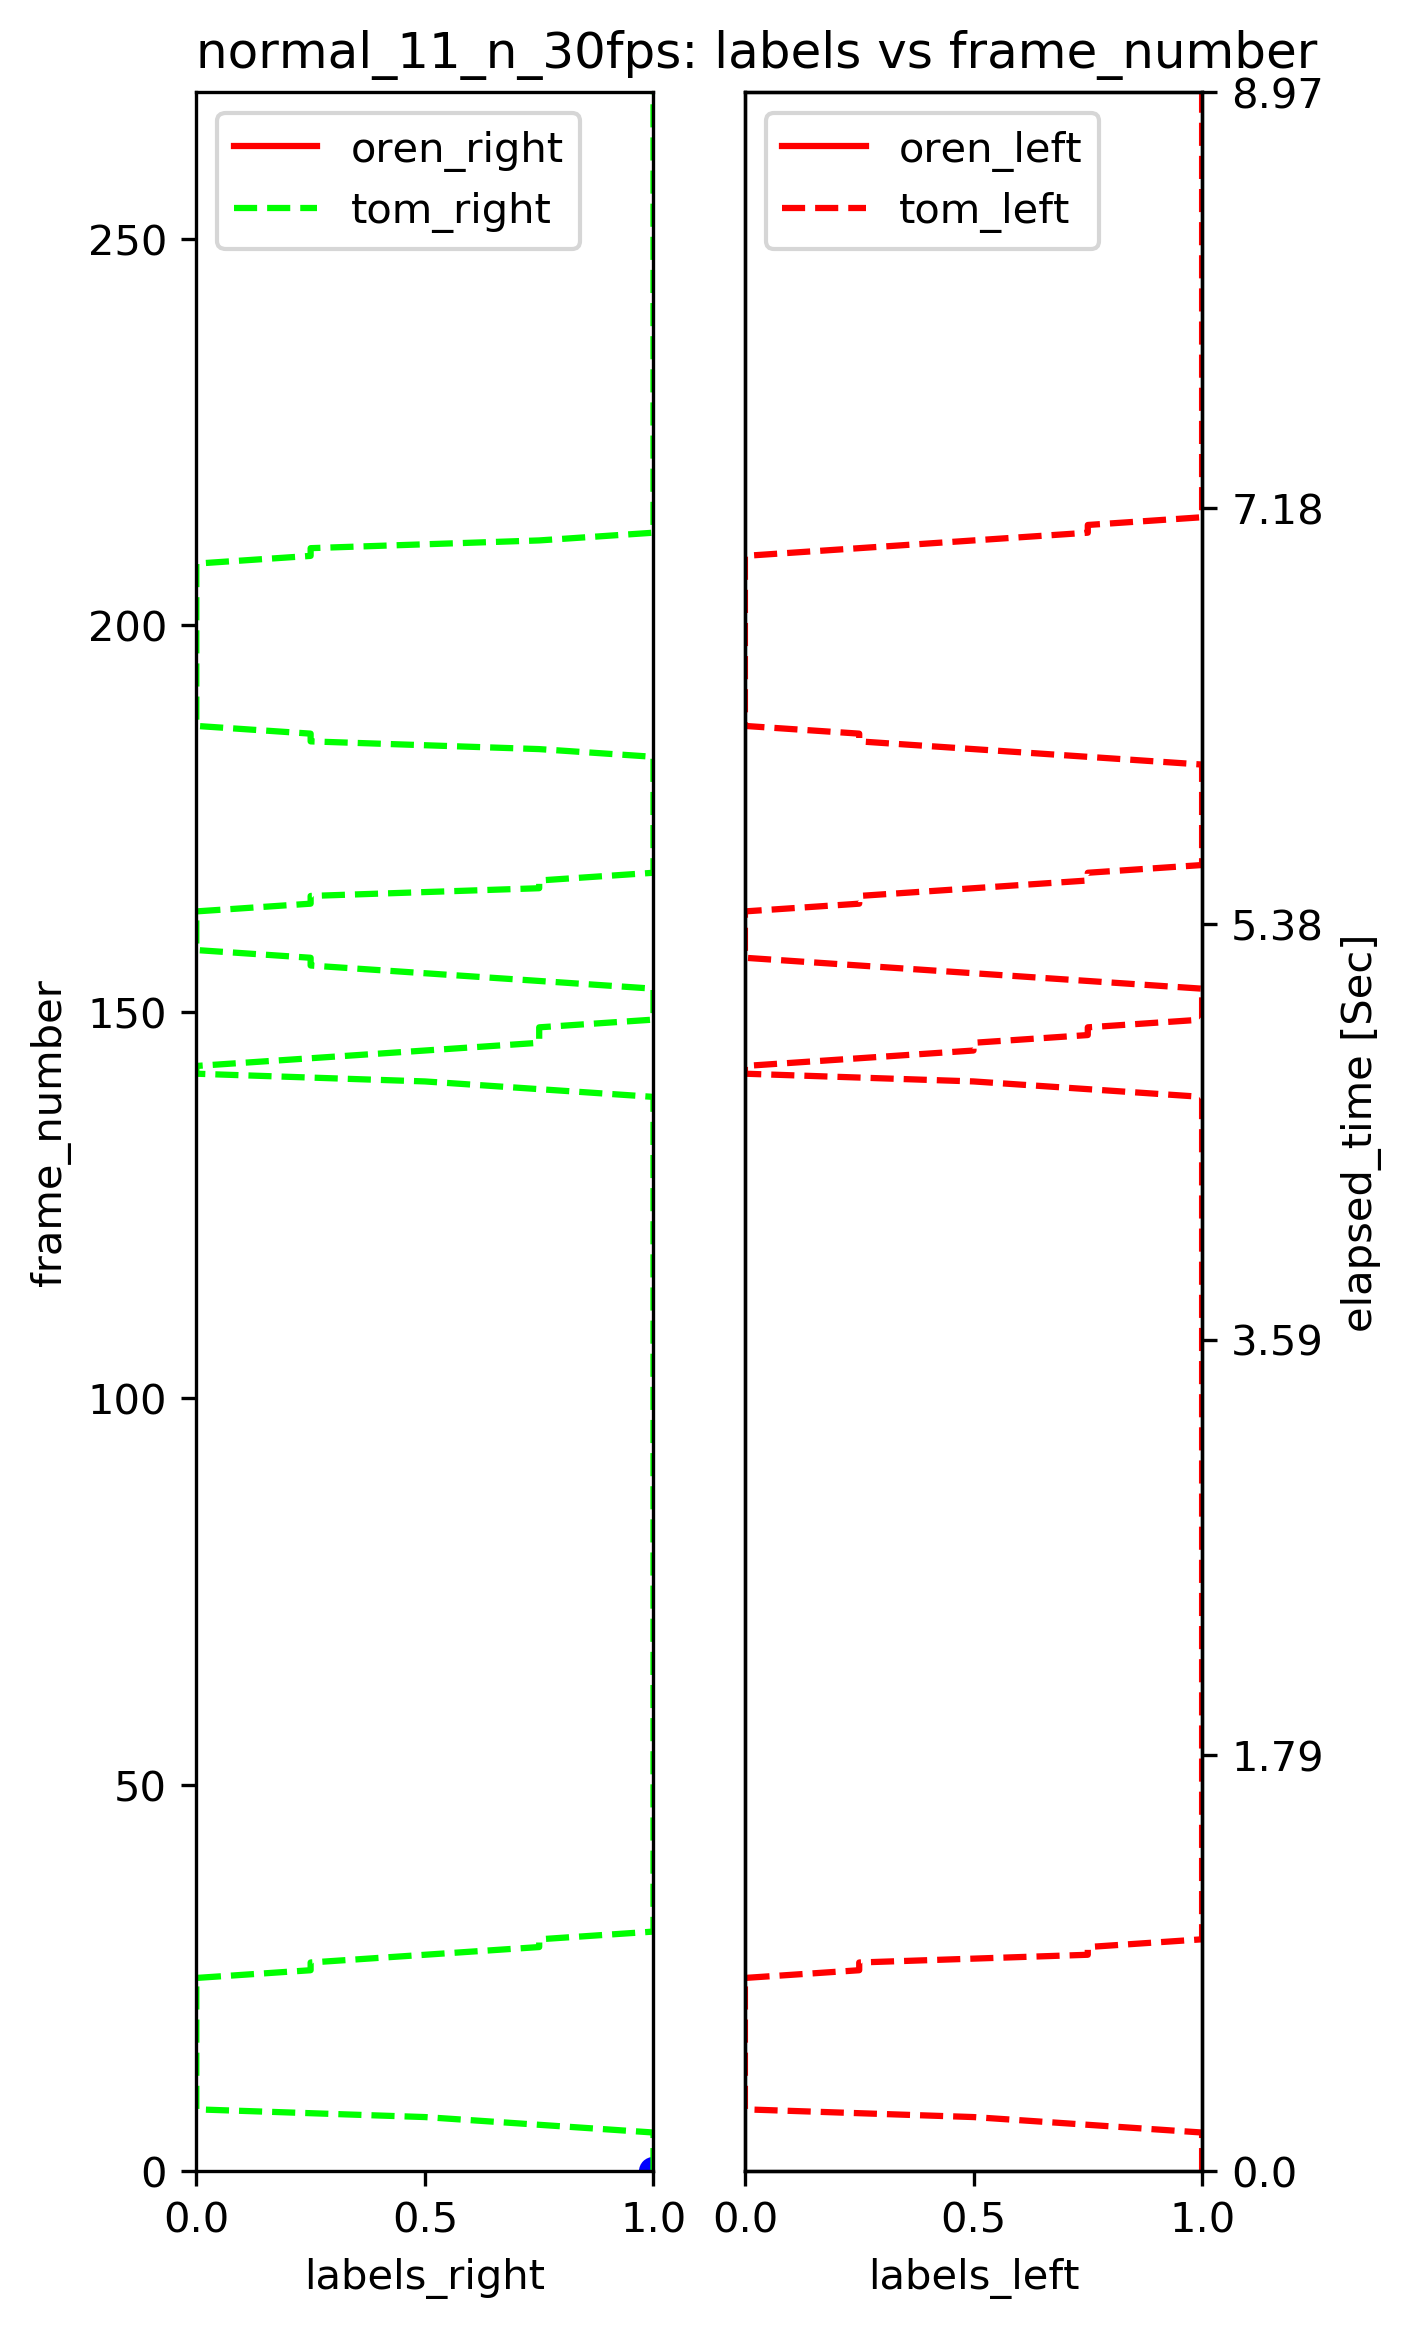 normal_11_n_30fps: labels vs frame_number
oren_right
tom_right
oren_left
tom_left
frame_number
250
200
150
100
50
0
0.0 0.5 1.0
labels_right
0.0 0.5 1.0
labels_left
8.97
7.18
5.38
3.59
1.79
0.0
elapsed_time [Sec]